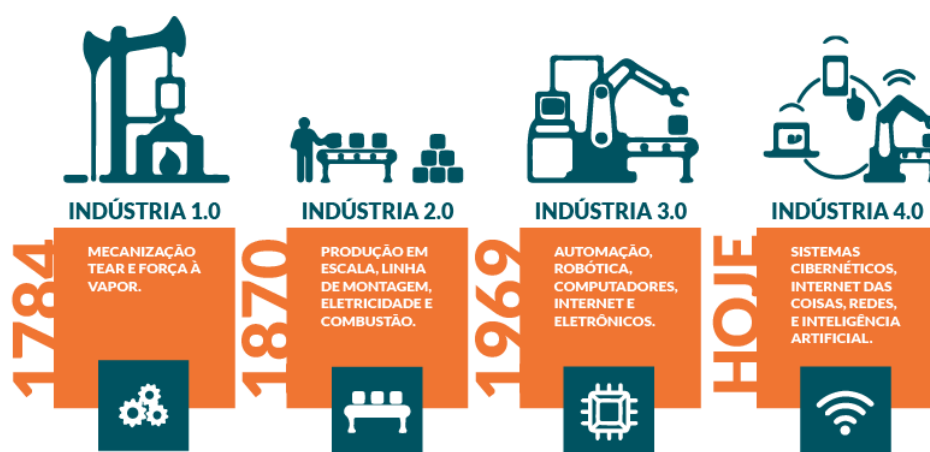 INDÚSTRIA 1.0
1784
MECANIZAÇÃO
TEAR E FORÇA À
VAPOR.
INDÚSTRIA 2.0
1870
PRODUÇÃO EM
ESCALA, LINHA
DE MONTAGEM,
ELETRICIDADE E
COMBUSTÃO.
INDÚSTRIA 3.0
1969
AUTOMAÇÃO,
ROBÓTICA,
COMPUTADORES,
INTERNET E
ELETRÔNICOS.
INDÚSTRIA 4.0
HOJE
SISTEMAS
CIBERNÉTICOS,
INTERNET DAS
COISAS, REDES,
E INTELIGÊNCIA
ARTIFICIAL.